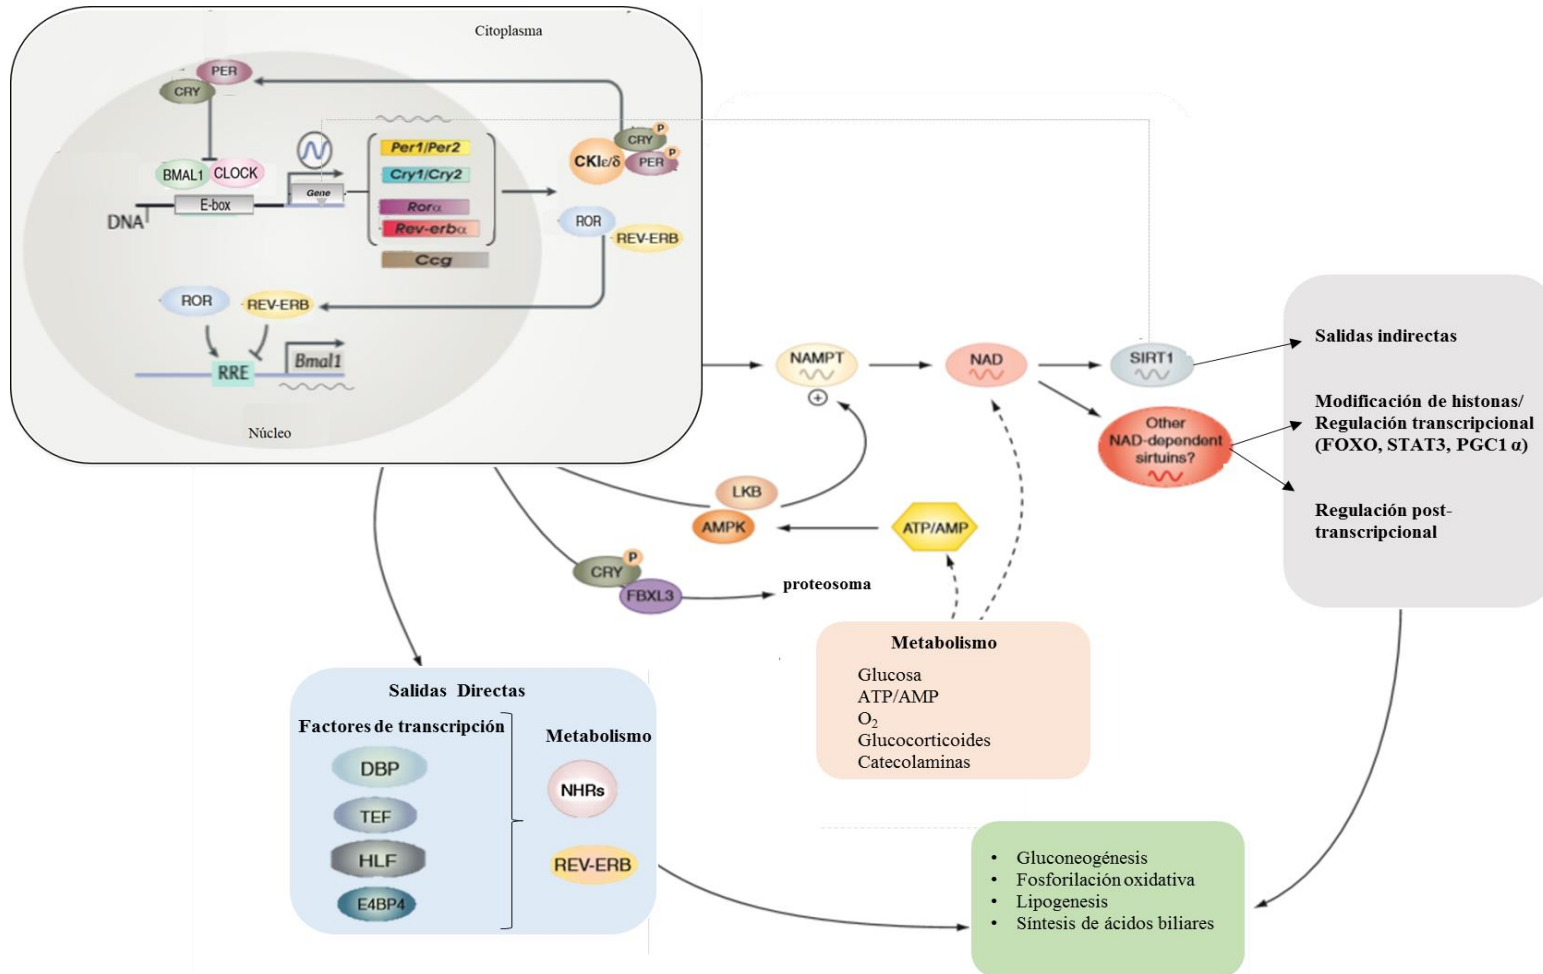 Citoplasma
PER
CRY
BMAL1
CLOCK
E-box
Gene
DNA
Per1/Per2
Cry1/Cry2
Rorα
Rev-erbα
Ccg
CKIε/δ
CRY
P
PER
P
ROR
REV-ERB
ROR
REV-ERB
RRE
Bmal1
Núcleo
NAMPT
+
NAD
SIRT1
Other
NAD-dependent
sirtuins?
Salidas indirectas
Modificación de histonas/
Regulación transcripcional
(FOXO, STAT3, PGC1 α)
Regulación post-
transcripcional
LKB
AMPK
ATP/AMP
CRY
P
FBXL3
proteosoma
Metabolismo
Glucosa
ATP/AMP
O₂
Glucocorticoides
Catecolaminas
Salidas Directas
Factores de transcripción
DBP
TEF
HLF
E4BP4
Metabolismo
NHRs
REV-ERB
• Gluconeogénesis
• Fosforilación oxidativa
• Lipogenesis
• Síntesis de ácidos biliares